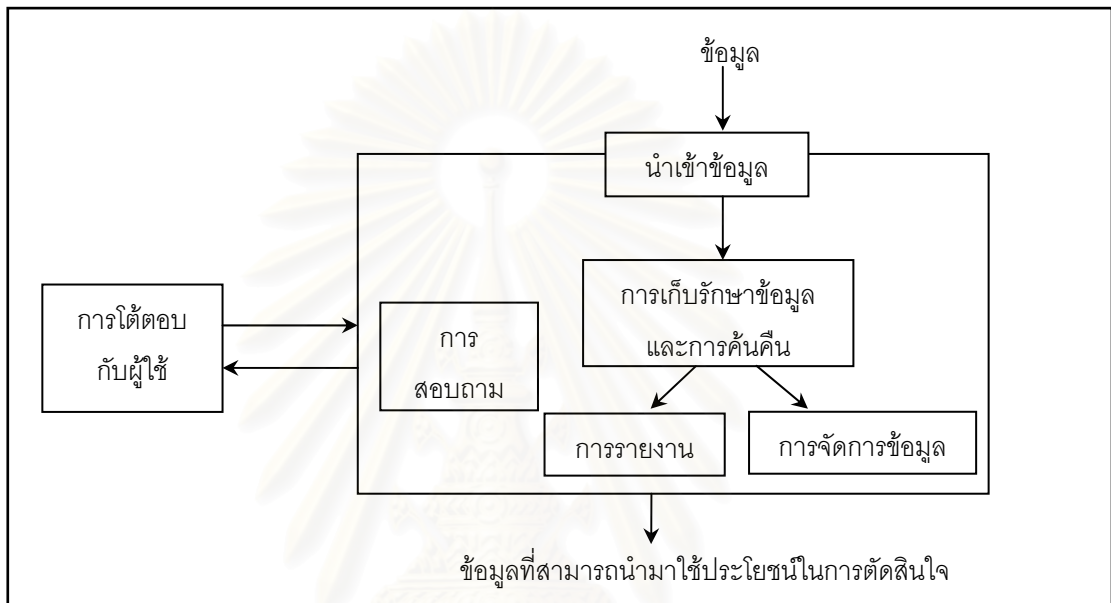 ข้อมูล
นำเข้าข้อมูล
การเก็บรักษาข้อมูล
และการค้นคืน
การโต้ตอบ
กับผู้ใช้
การ
สอบถาม
การรายงาน
การจัดการข้อมูล
ข้อมูลที่สามารถนำมาใช้ประโยชน์ในการตัดสินใจ